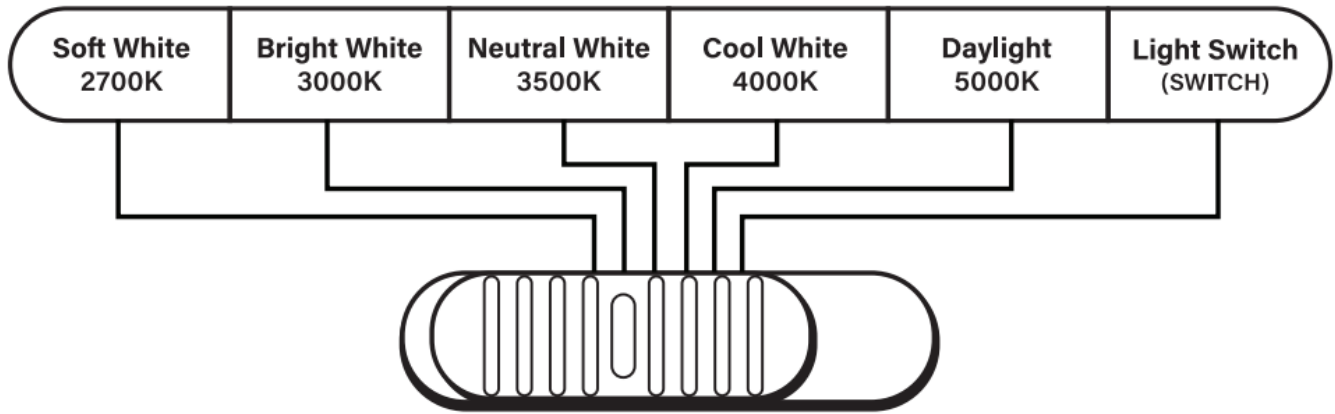 Soft White
2700K
Bright White
3000K
Neutral White
3500K
Cool White
4000K
Daylight
5000K
Light Switch
(SWITCH)